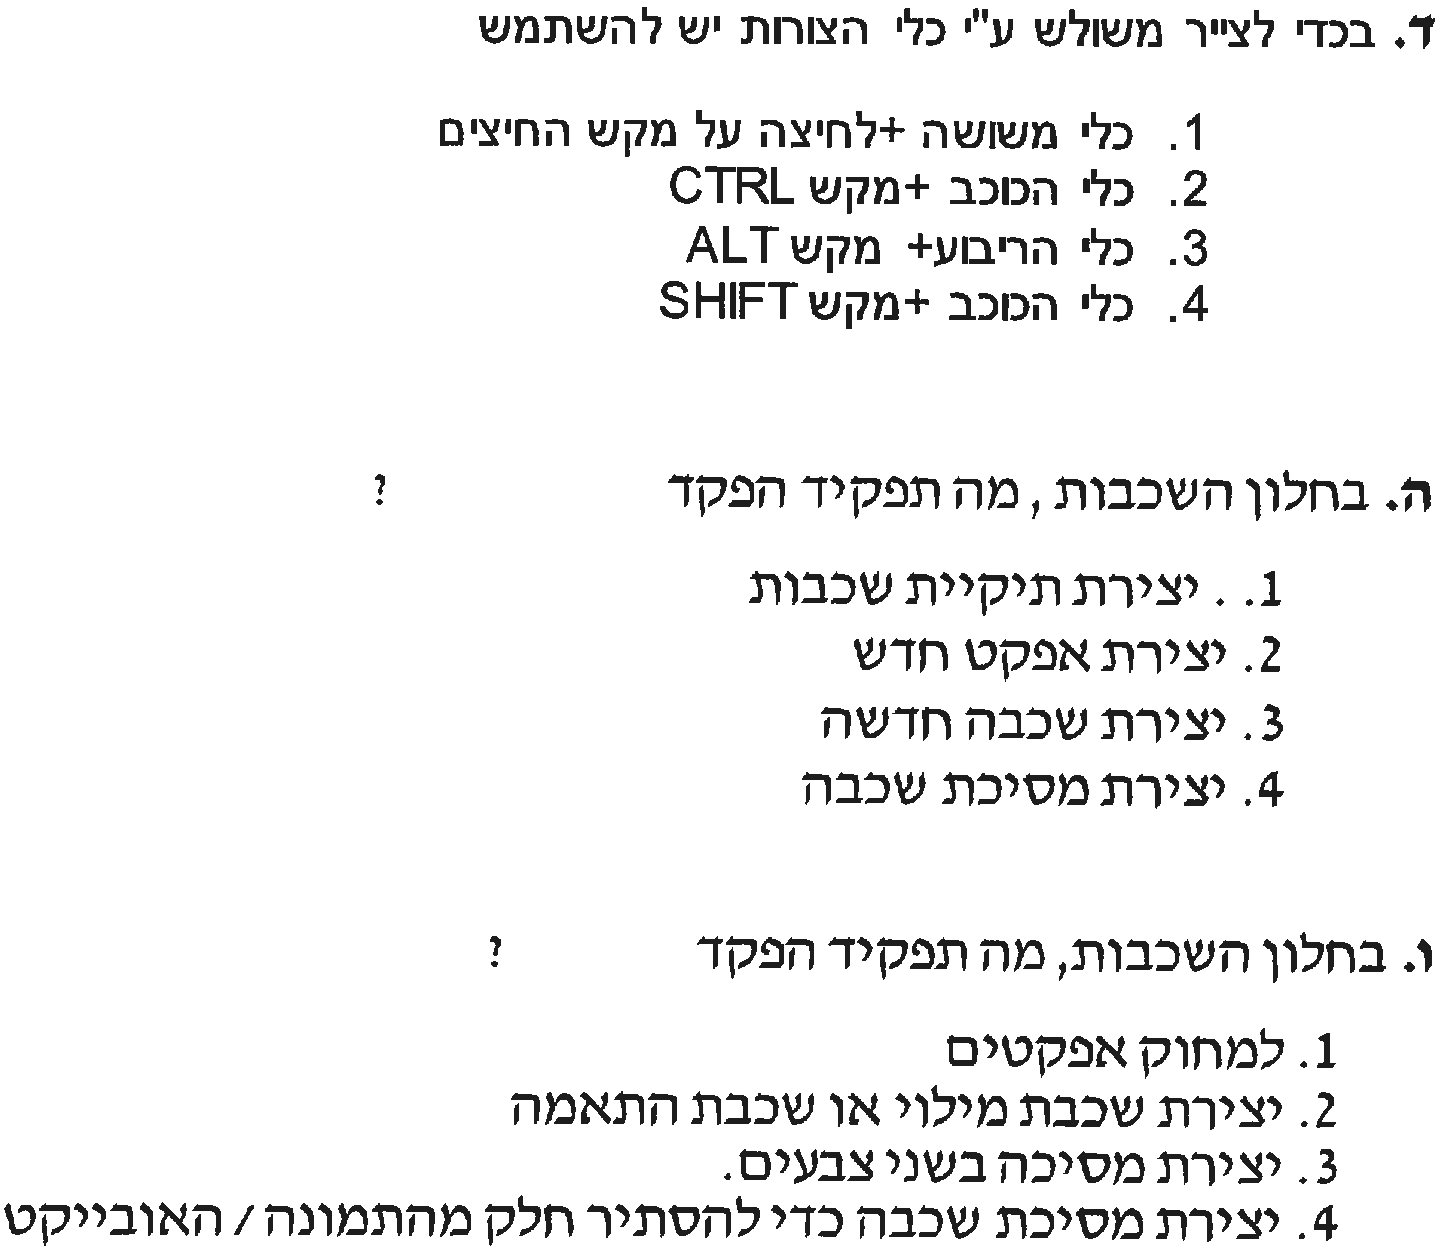 ד. בכדי לצייר משולש ע"י כלי הצורות יש להשתמש
1. כלי משושה +לחיצה על מקש החיצים
2. כלי הכוכב +מקש CTRL
3. כלי הריבוע+ מקש ALT
4. כלי הכוכב +מקש SHIFT
ה. בחלון השכבות , מה תפקיד הפקד ?
1. . יצירת תיקיית שכבות
2. יצירת אפקט חדש
3. יצירת שכבה חדשה
4. יצירת מסיכת שכבה
ו. בחלון השכבות, מה תפקיד הפקד ?
1. למחוק אפקטים
2. יצירת שכבת מילוי או שכבת התאמה
3. יצירת מסיכה בשני צבעים.
4. יצירת מסיכת שכבה כדי להסתיר חלק מהתמונה / האובייקט